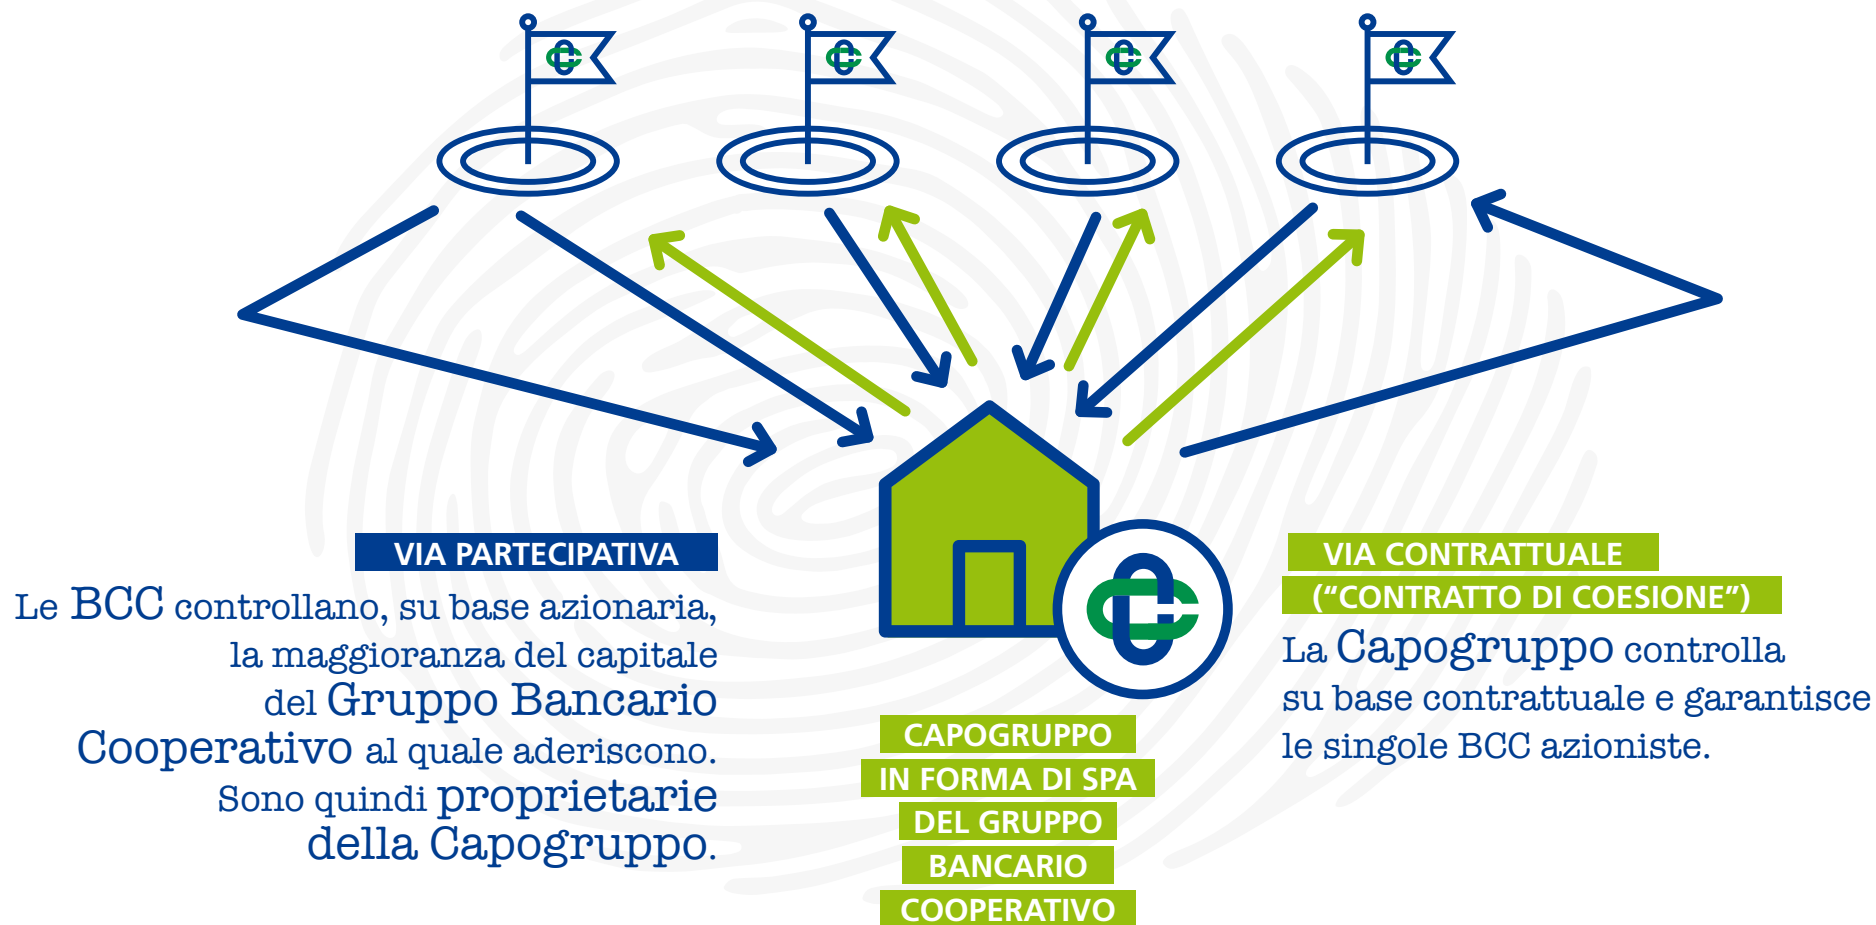 VIA PARTECIPATIVA
Le BCC controllano, su base azionaria,
la maggioranza del capitale
del Gruppo Bancario
Cooperativo al quale aderiscono.
Sono quindi proprietarie
della Capogruppo.
CAPOGRUPPO
IN FORMA DI SPA
DEL GRUPPO
BANCARIO
COOPERATIVO
VIA CONTRATTUALE
(“CONTRATTO DI COESIONE”)
La Capogruppo controlla
su base contrattuale e garantisce
le singole BCC azioniste.